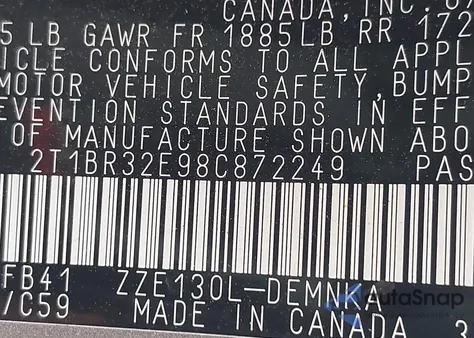 CANADA, INC.
5 LB GAWR FR 1885LB RR 172
ICLE CONFORMS TO ALL APPL
MOTOR VEHICLE SAFETY, BUMP
EVENTION STANDARDS IN EFF
OF MANUFACTURE SHOWN ABO
2T1BR32E98C872249 PAS
FB41 ZZE130L-DEMNKA
/C59 MADE IN CANADA 3
AutoSnap